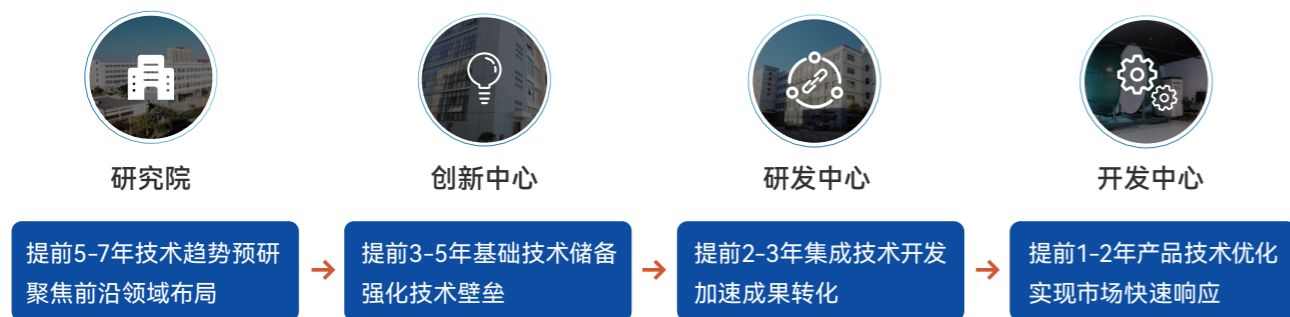 研究院
创新中心
研发中心
开发中心
提前5-7年技术趋势预研
聚焦前沿领域布局
提前3-5年基础技术储备
强化技术壁垒
提前2-3年集成技术开发
加速成果转化
提前1-2年产品技术优化
实现市场快速响应